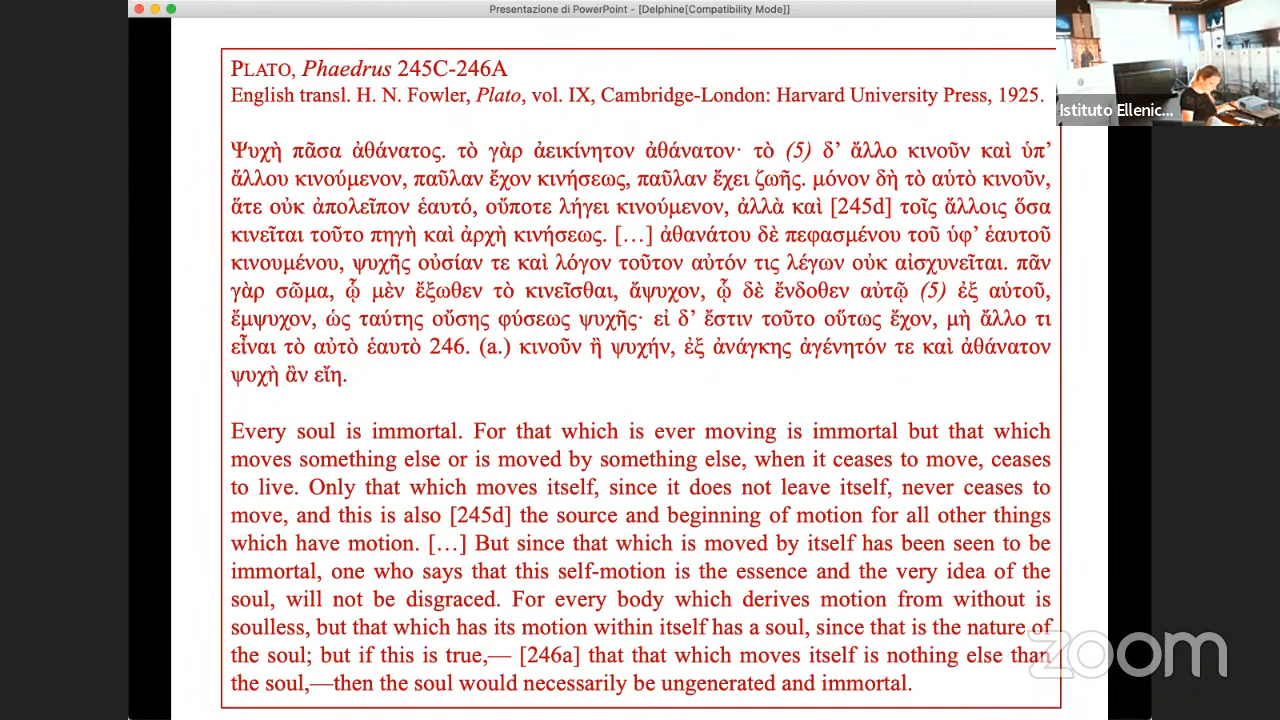 Presentazione di PowerPoint - [Delphine[Compatibility Mode]]
PLATO, Phaedrus 245C-246A
English transl. H. N. Fowler, Plato, vol. IX, Cambridge-London: Harvard University Press, 1925.
Ψυχὴ πᾶσα ἀθάνατος. τὸ γὰρ ἀεικίνητον ἀθάνατον· τὸ (5) δ’ ἄλλο κινοῦν καὶ ὑπ’
ἄλλου κινούμενον, παῦλαν ἔχον κινήσεως, παῦλαν ἔχει ζωῆς. μόνον δὴ τὸ αὑτὸ κινοῦν,
ἅτε οὐκ ἀπολεῖπον ἑαυτό, οὔποτε λήγει κινούμενον, ἀλλὰ καὶ [245d] τοῖς ἄλλοις ὅσα
κινεῖται τοῦτο πηγὴ καὶ ἀρχὴ κινήσεως. […] ἀθανάτου δὲ πεφασμένου τοῦ ὑφ’ ἑαυτοῦ
κινουμένου, ψυχῆς οὐσίαν τε καὶ λόγον τοῦτον αὐτόν τις λέγων οὐκ αἰσχυνεῖται. πᾶν
γὰρ σῶμα, ᾧ μὲν ἔξωθεν τὸ κινεῖσθαι, ἄψυχον, ᾧ δὲ ἔνδοθεν αὐτῷ (5) ἐξ αὑτοῦ,
ἔμψυχον, ὡς ταύτης οὔσης φύσεως ψυχῆς· εἰ δ’ ἔστιν τοῦτο οὕτως ἔχον, μὴ ἄλλο τι
εἶναι τὸ αὐτὸ ἑαυτὸ 246. (a.) κινοῦν ἢ ψυχήν, ἐξ ἀνάγκης ἀγένητόν τε καὶ ἀθάνατον
ψυχὴ ἂν εἴη.
Every soul is immortal. For that which is ever moving is immortal but that which
moves something else or is moved by something else, when it ceases to move, ceases
to live. Only that which moves itself, since it does not leave itself, never ceases to
move, and this is also [245d] the source and beginning of motion for all other things
which have motion. […] But since that which is moved by itself has been seen to be
immortal, one who says that this self-motion is the essence and the very idea of the
soul, will not be disgraced. For every body which derives motion from without is
soulless, but that which has its motion within itself has a soul, since that is the nature of
the soul; but if this is true,— [246a] that that which moves itself is nothing else than
the soul,—then the soul would necessarily be ungenerated and immortal.
Istituto Ellenic...
zoom